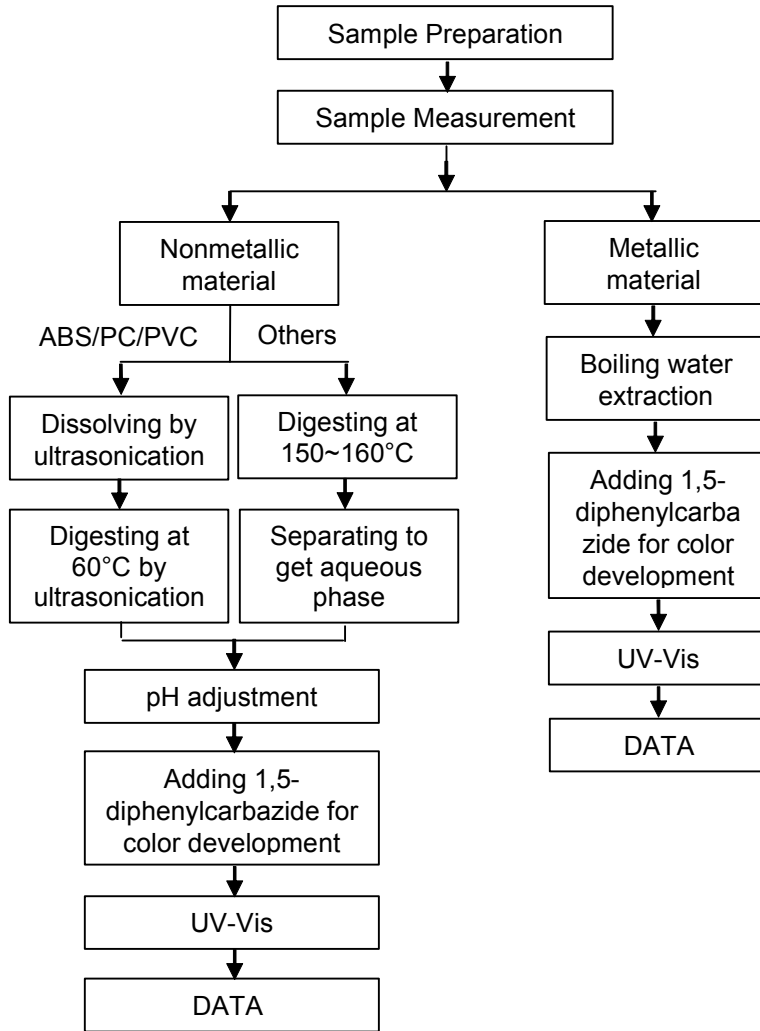 Sample Preparation
Sample Measurement
Nonmetallic
material
ABS/PC/PVC
Others
Dissolving by
ultrasonication
Digesting at
150~160°C
Digesting at
60°C by
ultrasonication
Separating to
get aqueous
phase
pH adjustment
Adding 1,5-
diphenylcarbazide for
color development
UV-Vis
DATA
Metallic
material
Boiling water
extraction
Adding 1,5-
diphenylcarba
zide for color
development
UV-Vis
DATA